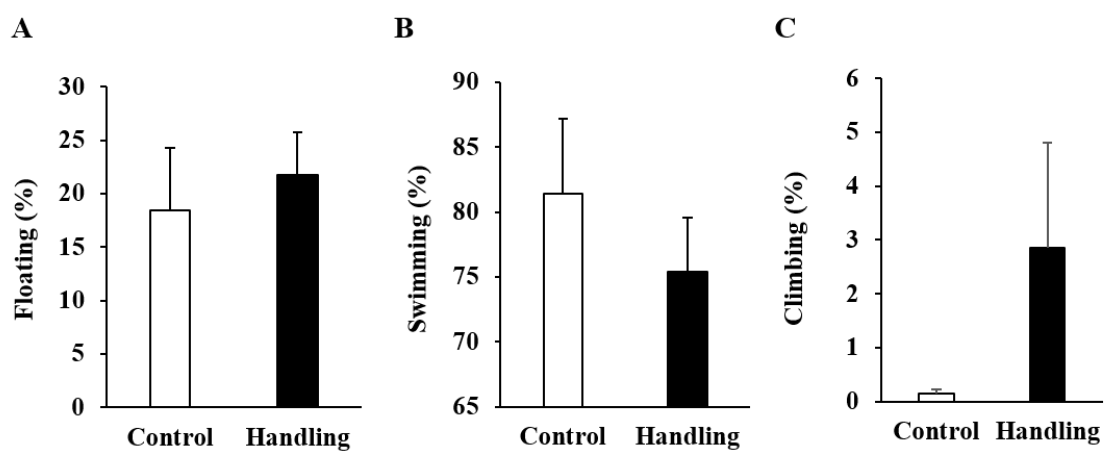 A
B
C
Floating (%)
30
25
20
15
10
5
0
Control
Handling
Swimming (%)
90
85
80
75
70
65
Control
Handling
Climbing (%)
6
5
4
3
2
1
0
Control
Handling